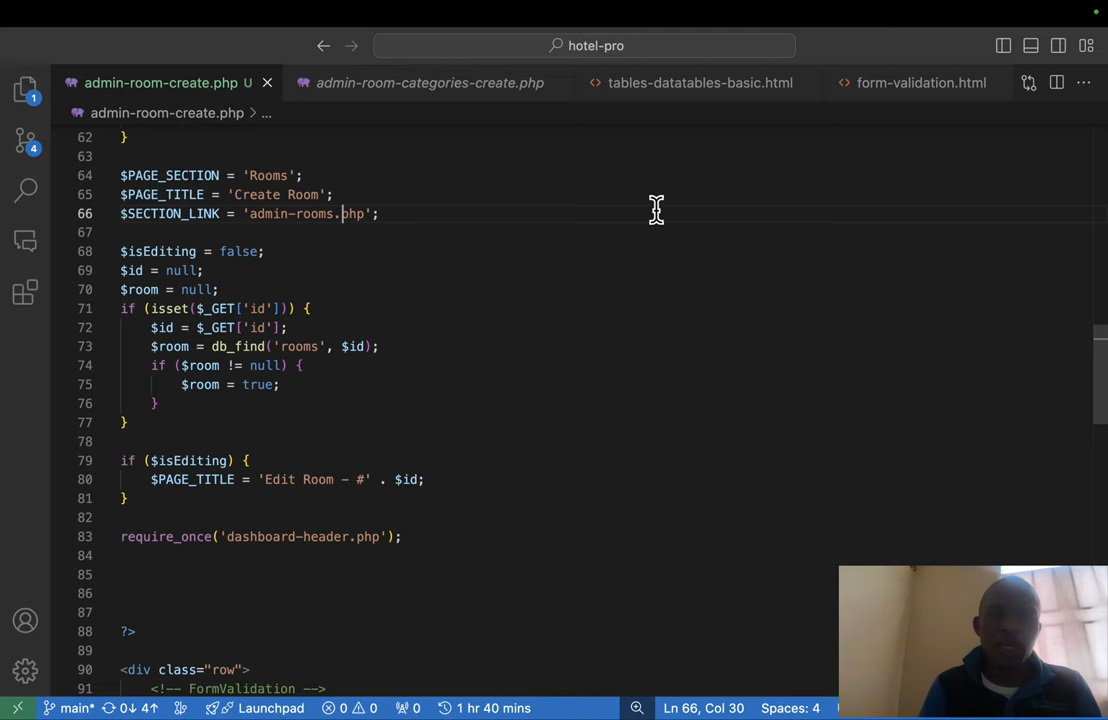 hotel-pro
admin-room-create.php U
admin-room-categories-create.php
tables-datatables-basic.html
form-validation.html
admin-room-create.php > ...
62 }
63
64 $PAGE_SECTION = 'Rooms';
65 $PAGE_TITLE = 'Create Room';
66 $SECTION_LINK = 'admin-rooms.php';
67
68 $isEditing = false;
69 $id = null;
70 $room = null;
71 if (isset($_GET['id'])) {
72 $id = $_GET['id'];
73 $room = db_find('rooms', $id);
74 if ($room != null) {
75 $room = true;
76 }
77 }
78
79 if ($isEditing) {
80 $PAGE_TITLE = 'Edit Room - #' . $id;
81 }
82
83 require_once('dashboard-header.php');
84
85
86
87
88 ?>
89
90 <div class="row">
91 <!-- FormValidation -->
1
4
main* 0↓ 4↑ Launchpad 0 0 0 1 hr 40 mins Ln 66, Col 30 Spaces: 4